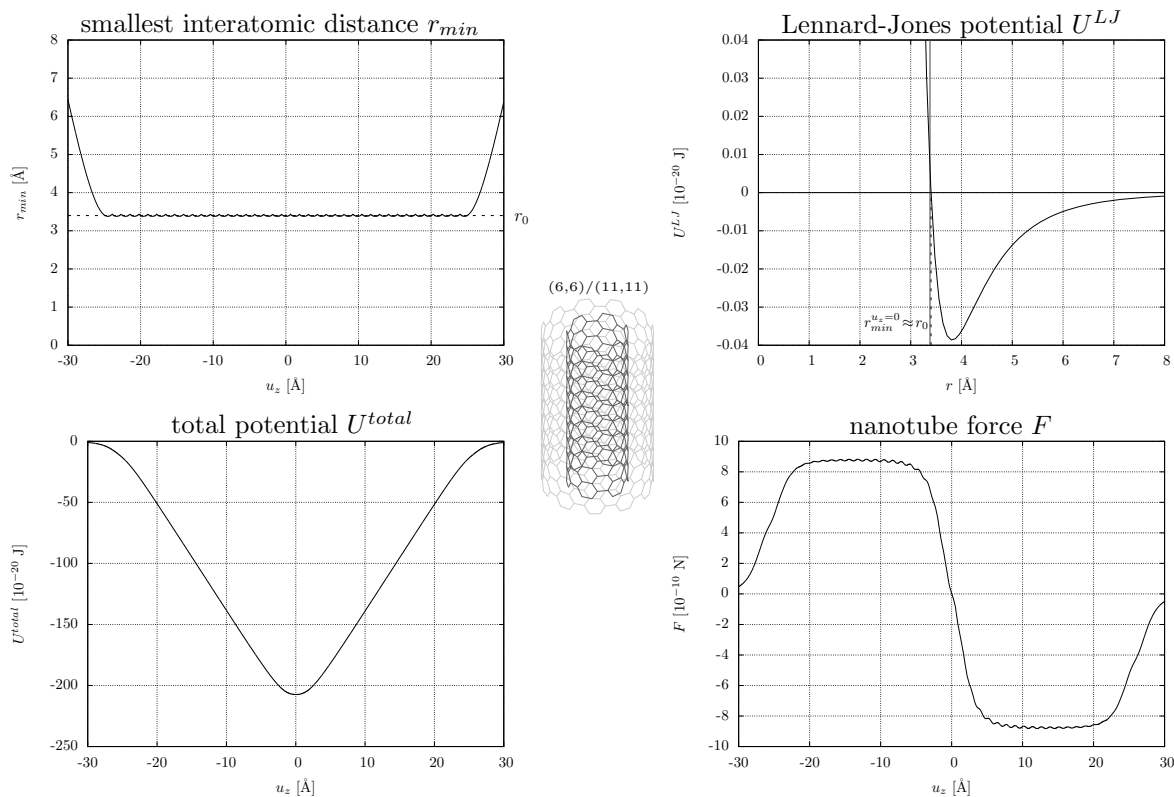 smallest interatomic distance r_min
8
7
6
5
4
3
2
1
0
-30 -20 -10 0 10 20 30
r_min [Å]
u_z [Å]
r_0
Lennard-Jones potential U^LJ
0.04
0.03
0.02
0.01
0
-0.01
-0.02
-0.03
-0.04
0 1 2 3 4 5 6 7 8
U^LJ [10^-20 J]
r [Å]
r_min^{u_z=0} ≈ r_0
(6,6)/(11,11)
total potential U^total
0
-50
-100
-150
-200
-250
-30 -20 -10 0 10 20 30
U^total [10^-20 J]
u_z [Å]
nanotube force F
10
8
6
4
2
0
-2
-4
-6
-8
-10
-30 -20 -10 0 10 20 30
F [10^-10 N]
u_z [Å]